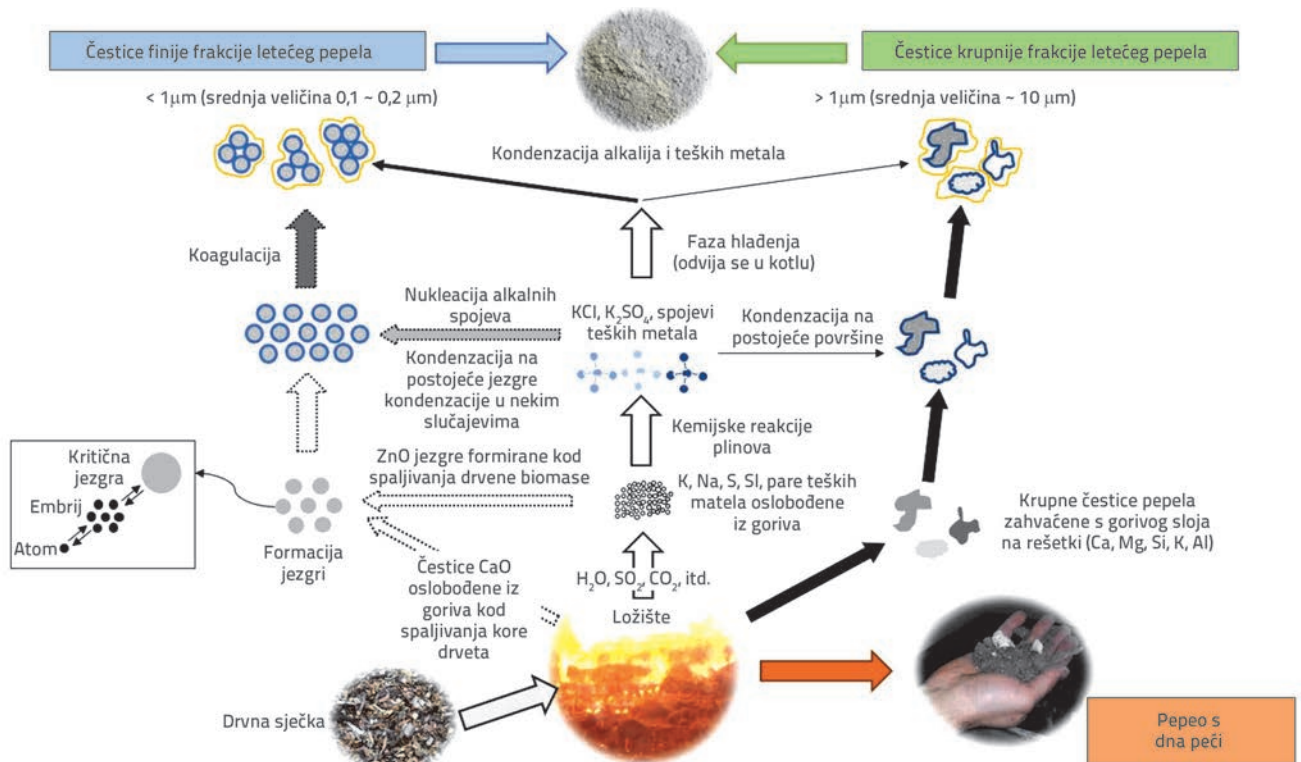 Čestice finije frakcije letećeg pepela
Čestice krupnije frakcije letećeg pepela
< 1μm (srednja veličina 0,1 ~ 0,2 μm)
> 1μm (srednja veličina ~ 10 μm)
Kondenzacija alkalija i teških metala
Koagulacija
Faza hlađenja
(odvija se u kotlu)
Nukleacija alkalnih
spojeva
KCl, K₂SO₄, spojevi
teških metala
Kondenzacija na
postojeće površine
Kondenzacija na
postojeće jezgre
kondenzacije u nekim
slučajevima
Kemijske reakcije
plinova
Kritična
jezgra
Embrij
Atom
ZnO jezgre formirane kod
spaljivanja drvene biomase
K, Na, S, Sl, pare teških
matela oslobođene
iz goriva
Krupne čestice pepela
zahvaćene s gorivog sloja
na rešetki (Ca, Mg, Si, K, Al)
Formacija
jezgri
Čestice CaO
oslobođene iz
goriva kod
spaljivanja kore
drveta
H₂O, SO₂, CO₂, itd.
Ložište
Drvna sječka
Pepeo s
dna peći